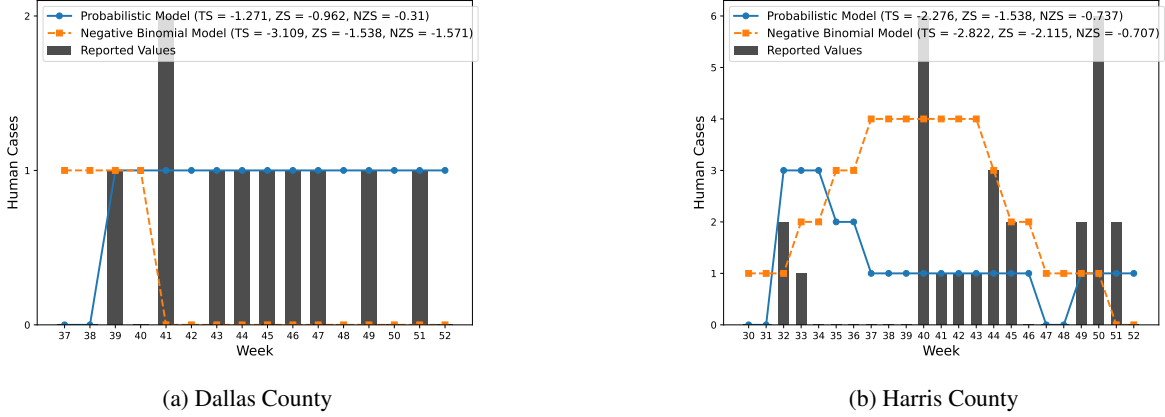 Probabilistic Model (TS = -1.271, ZS = -0.962, NZS = -0.31)
Negative Binomial Model (TS = -3.109, ZS = -1.538, NZS = -1.571)
Reported Values
2
1
0
Human Cases
37 38 39 40 41 42 43 44 45 46 47 48 49 50 51 52
Week
(a) Dallas County
Probabilistic Model (TS = -2.276, ZS = -1.538, NZS = -0.737)
Negative Binomial Model (TS = -2.822, ZS = -2.115, NZS = -0.707)
Reported Values
6
5
4
3
2
1
0
Human Cases
30 31 32 33 34 35 36 37 38 39 40 41 42 43 44 45 46 47 48 49 50 51 52
Week
(b) Harris County